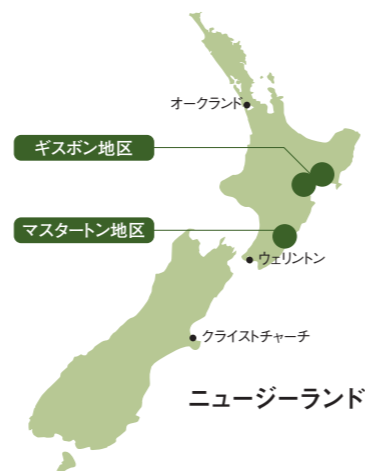 オークランド
ギスボン地区
マスタートン地区
ウェリントン
クライストチャーチ
ニュージーランド